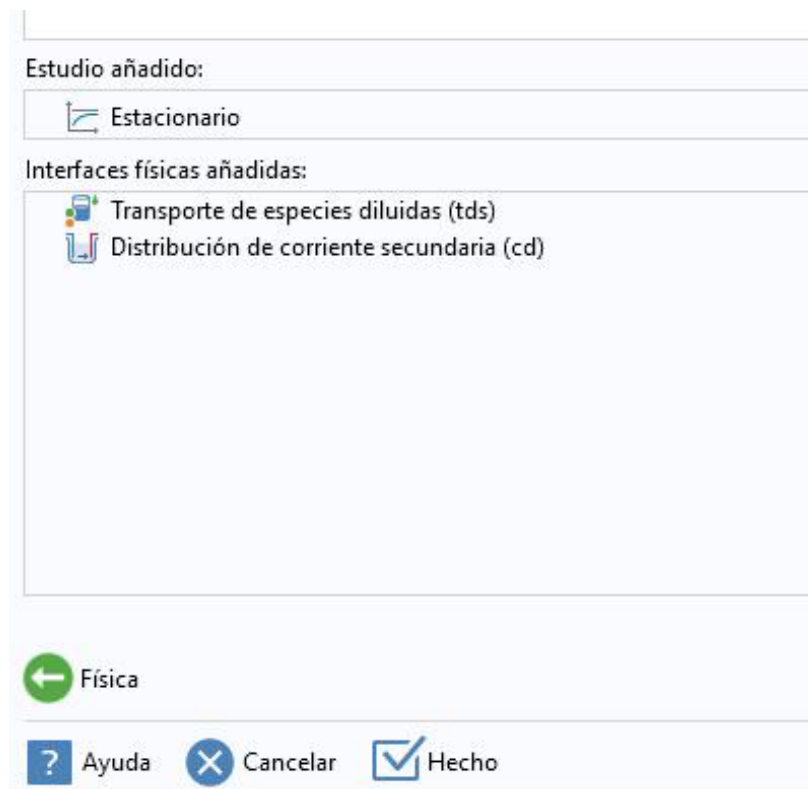 Estudio añadido:
Estacionario
Interfaces físicas añadidas:
Transporte de especies diluidas (tds)
Distribución de corriente secundaria (cd)
Física
? Ayuda Cancelar Hecho